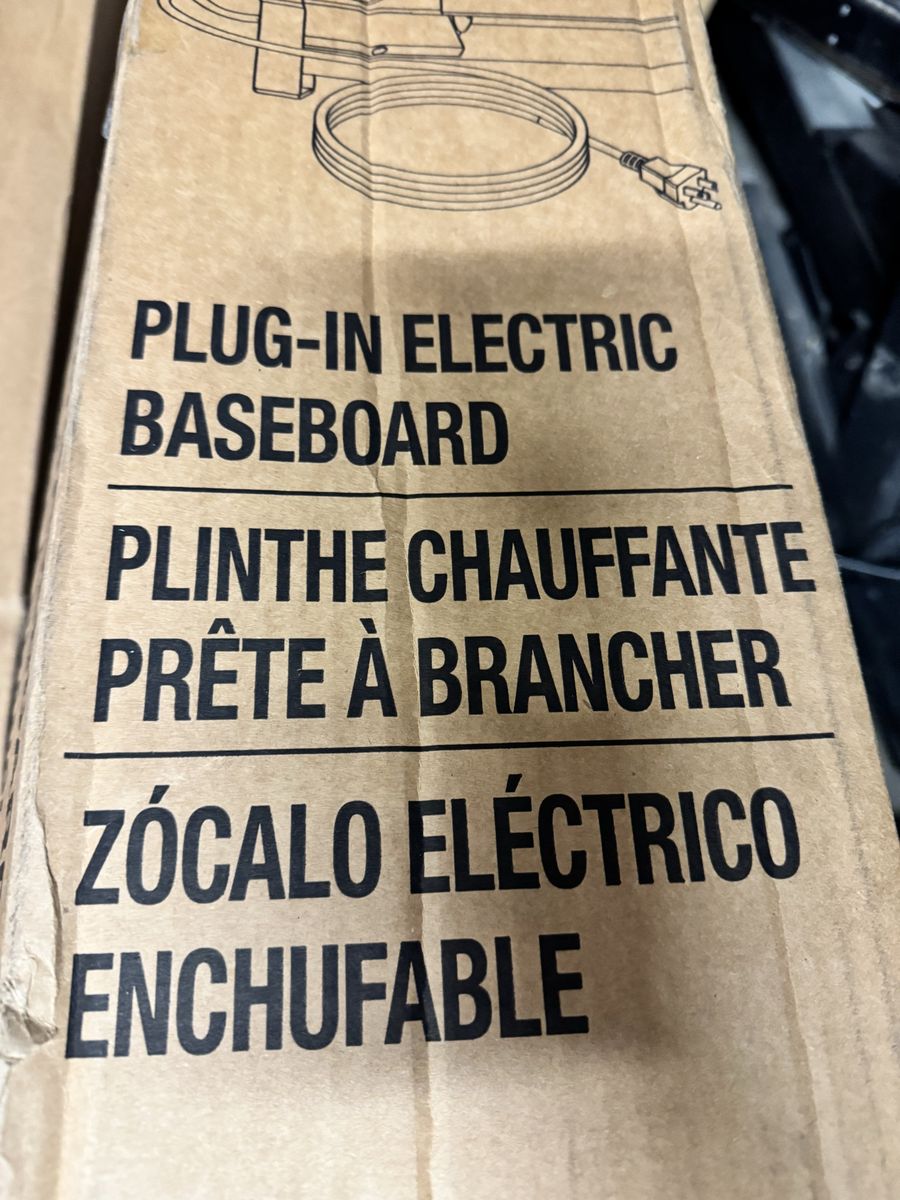 PLUG-IN ELECTRIC
BASEBOARD
PLINTHE CHAUFFANTE
PRÊTE À BRANCHER
ZÓCALO ELÉCTRICO
ENCHUFABLE